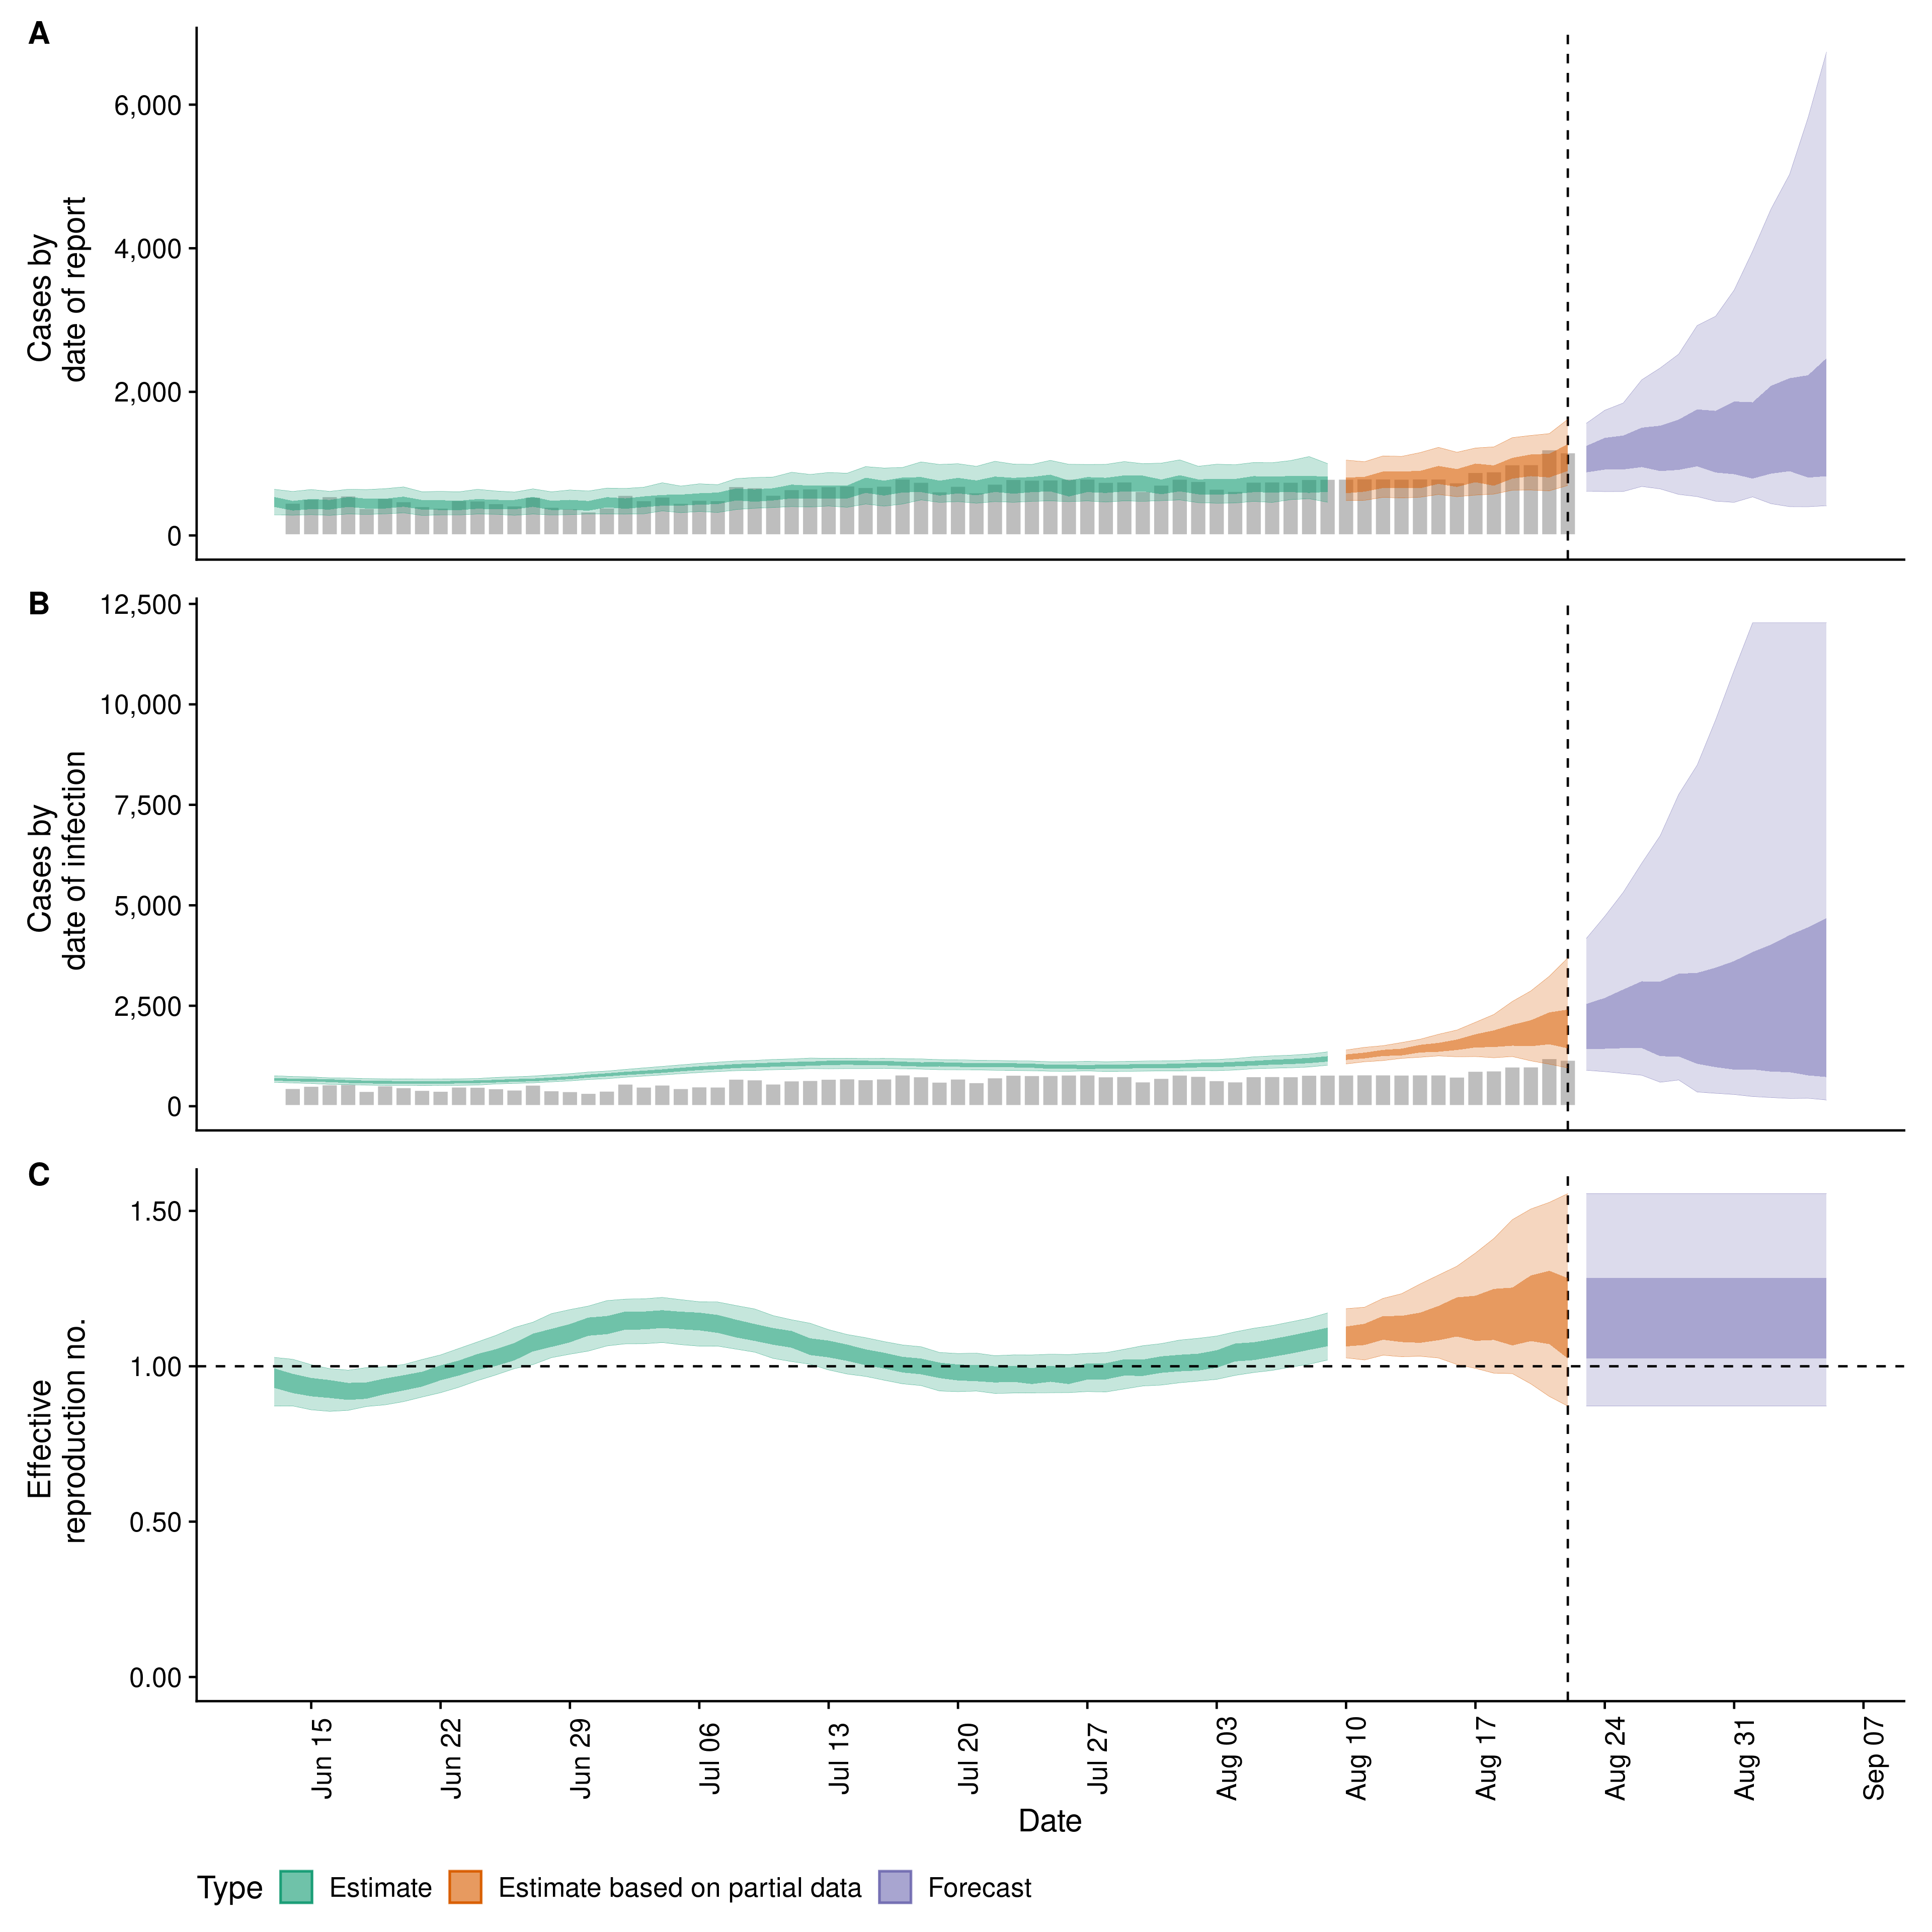 A
6,000
4,000
2,000
0
Cases by
date of report
B
12,500
10,000
7,500
5,000
2,500
0
Cases by
date of infection
C
1.50
1.00
0.50
0.00
Effective
reproduction no.
Jun 15
Jun 22
Jun 29
Jul 06
Jul 13
Jul 20
Jul 27
Aug 03
Aug 10
Aug 17
Aug 24
Aug 31
Sep 07
Date
Type Estimate Estimate based on partial data Forecast